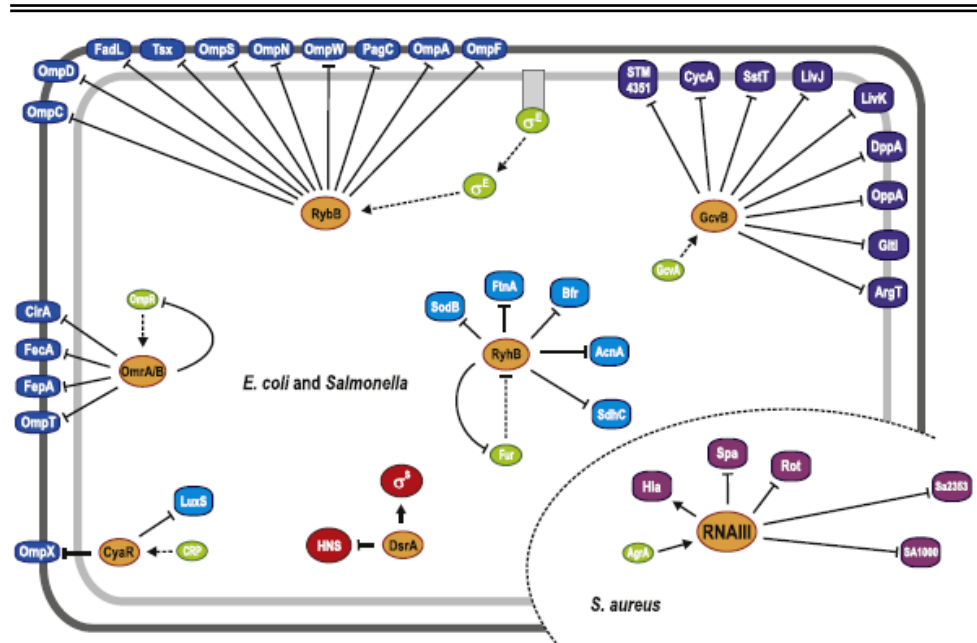 FadL
Tsx
OmpS
OmpN
OmpW
PagC
OmpA
OmpF
OmpD
OmpC
STM
4351
CycA
SstT
LivJ
LivK
DppA
OppA
GltI
ArgT
σE
σE
RybB
GcvB
GcvA
CirA
FecA
FepA
OmpT
OmpR
OmrA/B
E. coli and Salmonella
SodB
FtnA
Bfr
RyhB
AcnA
SdhC
Fur
LuxS
OmpX
CyaR
CRP
σS
HNS
DsrA
Spa
Hla
Rot
Sa2353
AgrA
RNAIII
SA1000
S. aureus